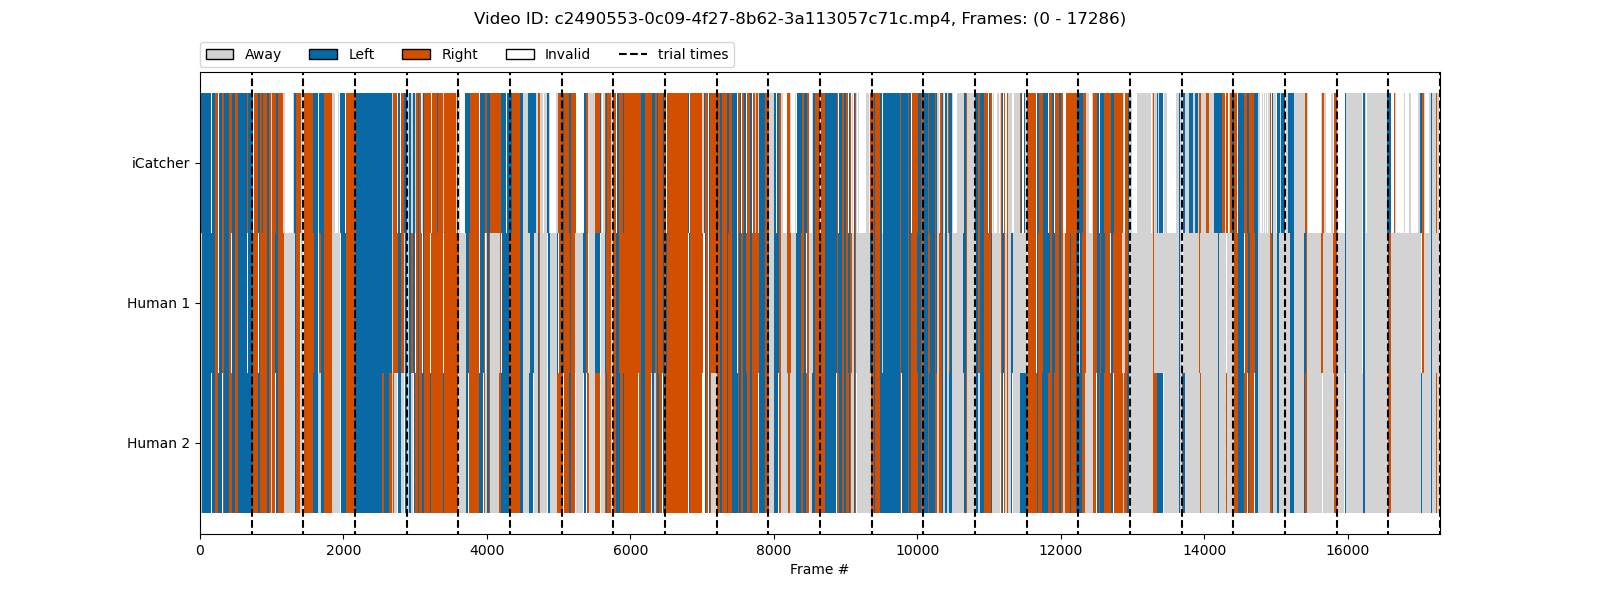 Video ID: c2490553-0c09-4f27-8b62-3a113057c71c.mp4, Frames: (0 - 17286)
Away Left Right Invalid trial times
iCatcher
Human 1
Human 2
0 2000 4000 6000 8000 10000 12000 14000 16000
Frame #